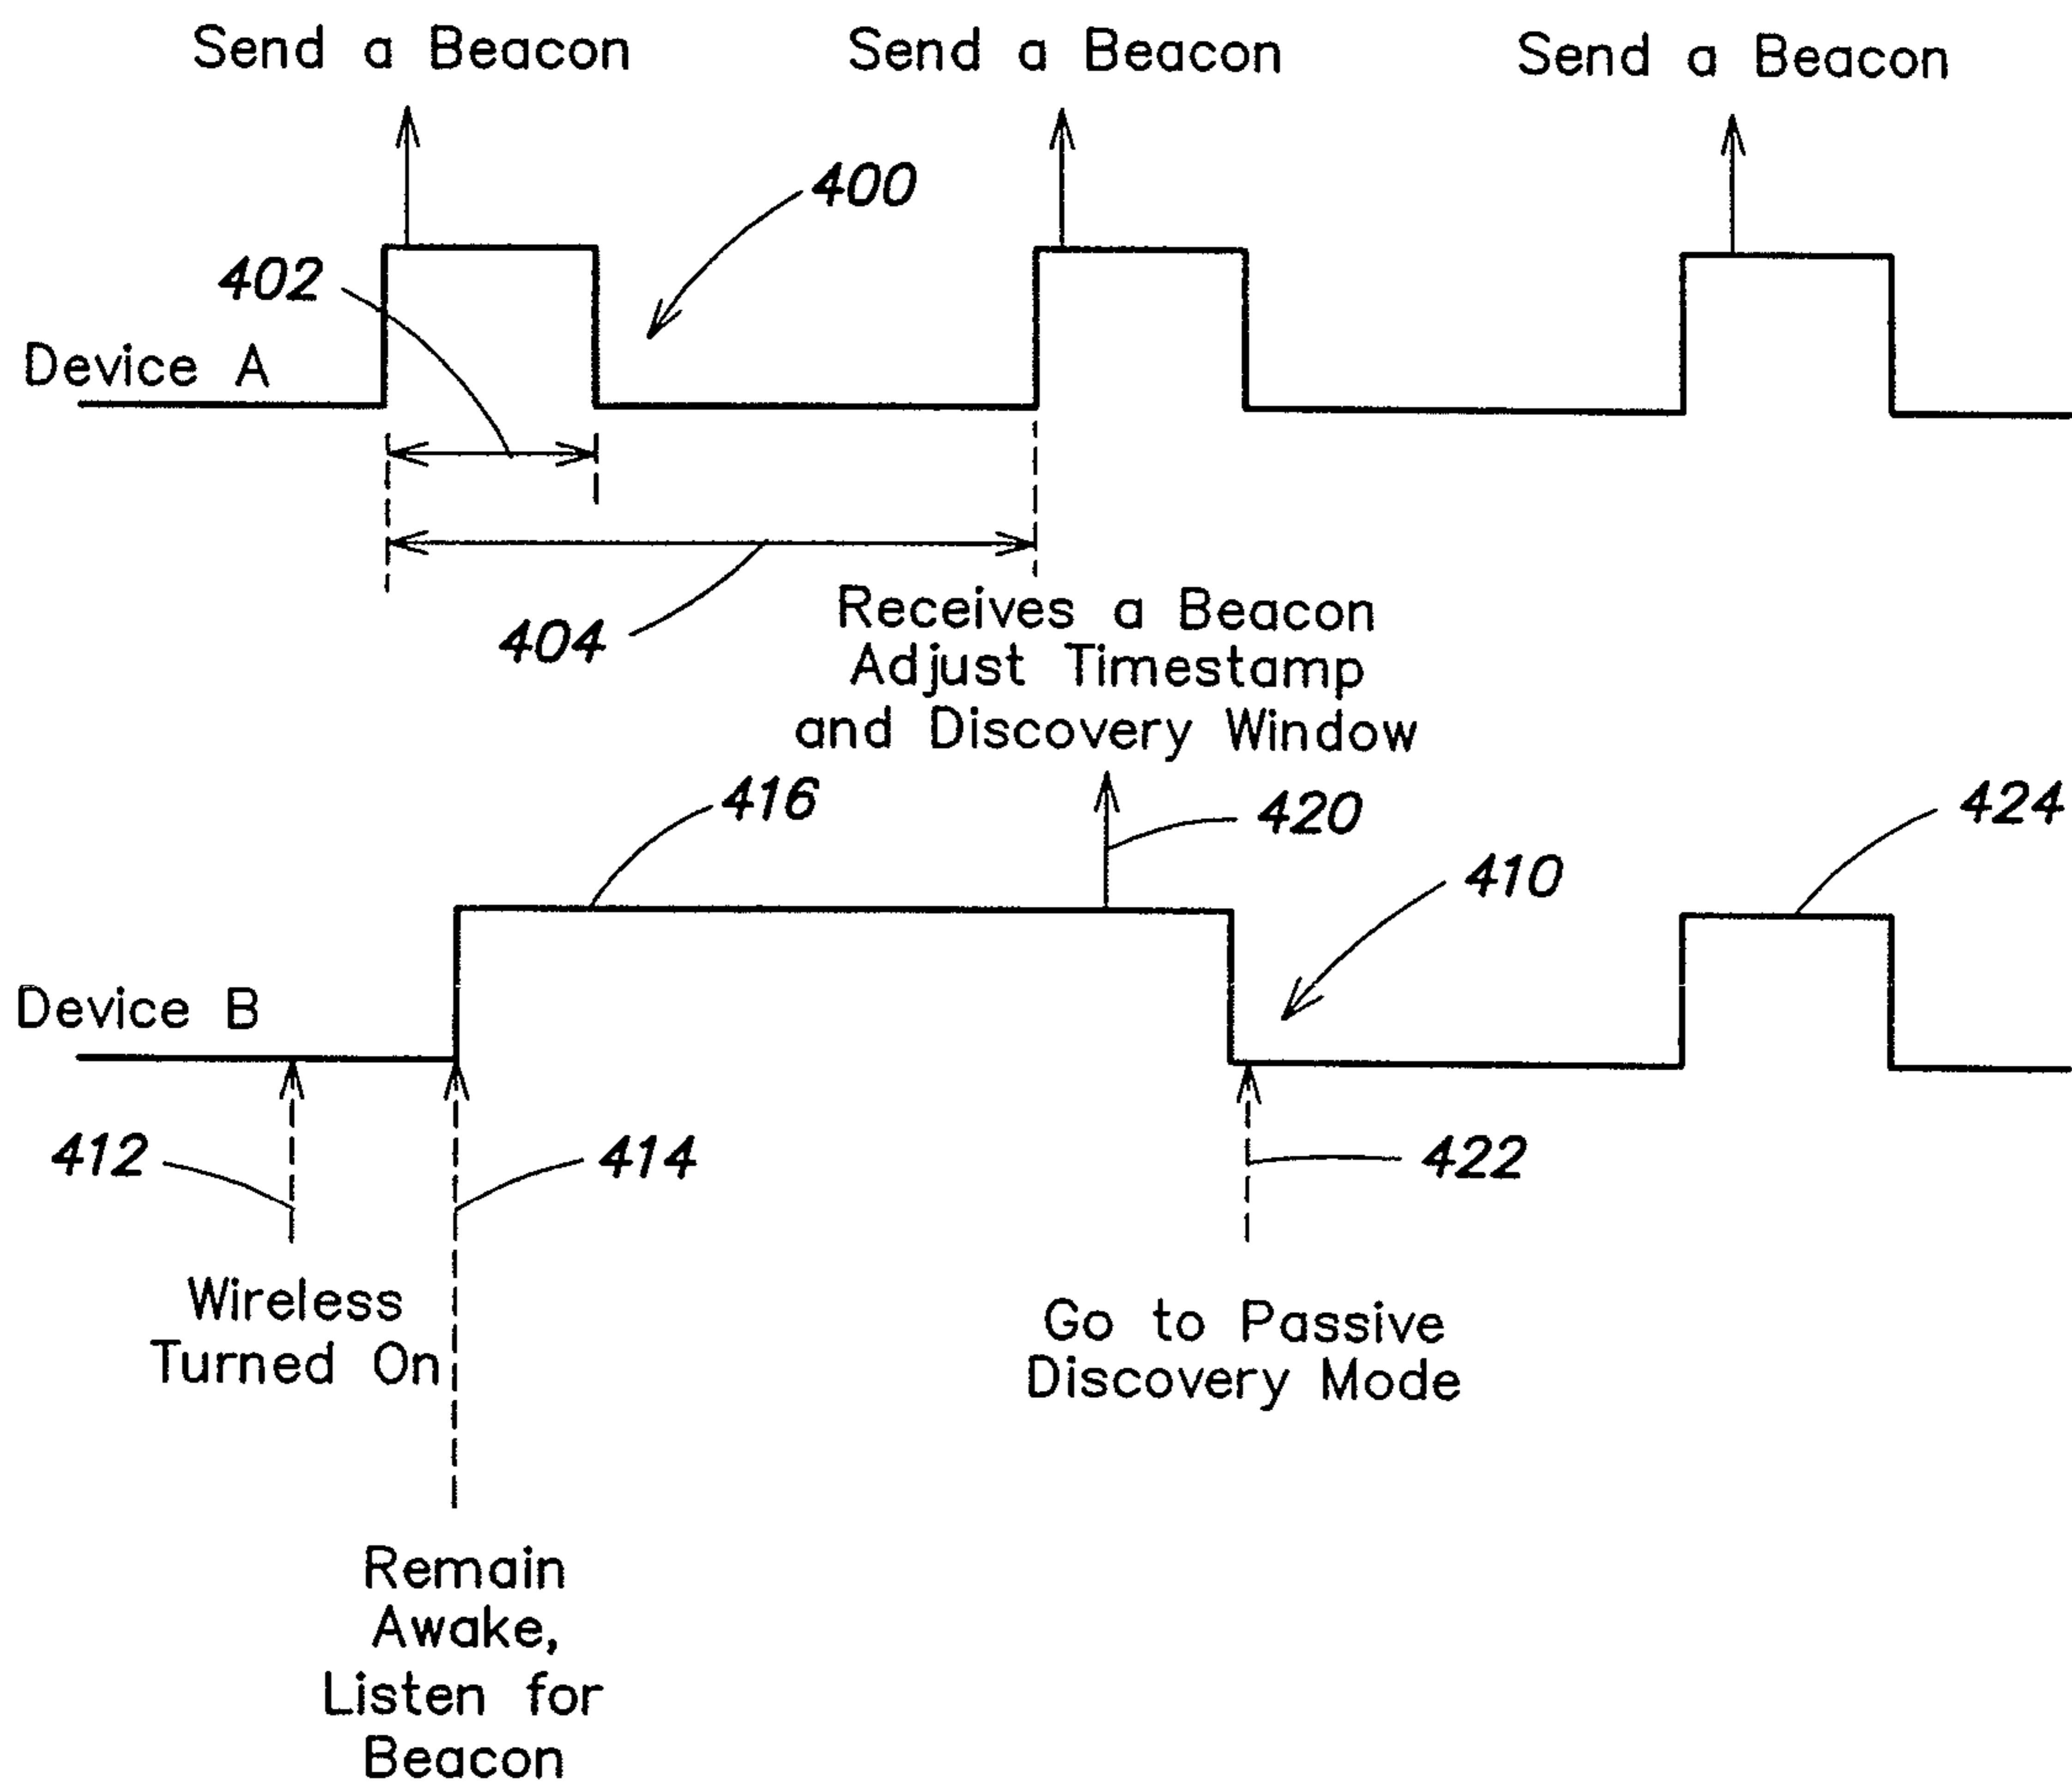 Send a Beacon
Send a Beacon
Send a Beacon
400
402
Device A
404
Receives a Beacon
Adjust Timestamp
and Discovery Window
416
420
424
410
Device B
412
414
422
Wireless
Turned On
Go to Passive
Discovery Mode
Remain
Awake,
Listen for
Beacon